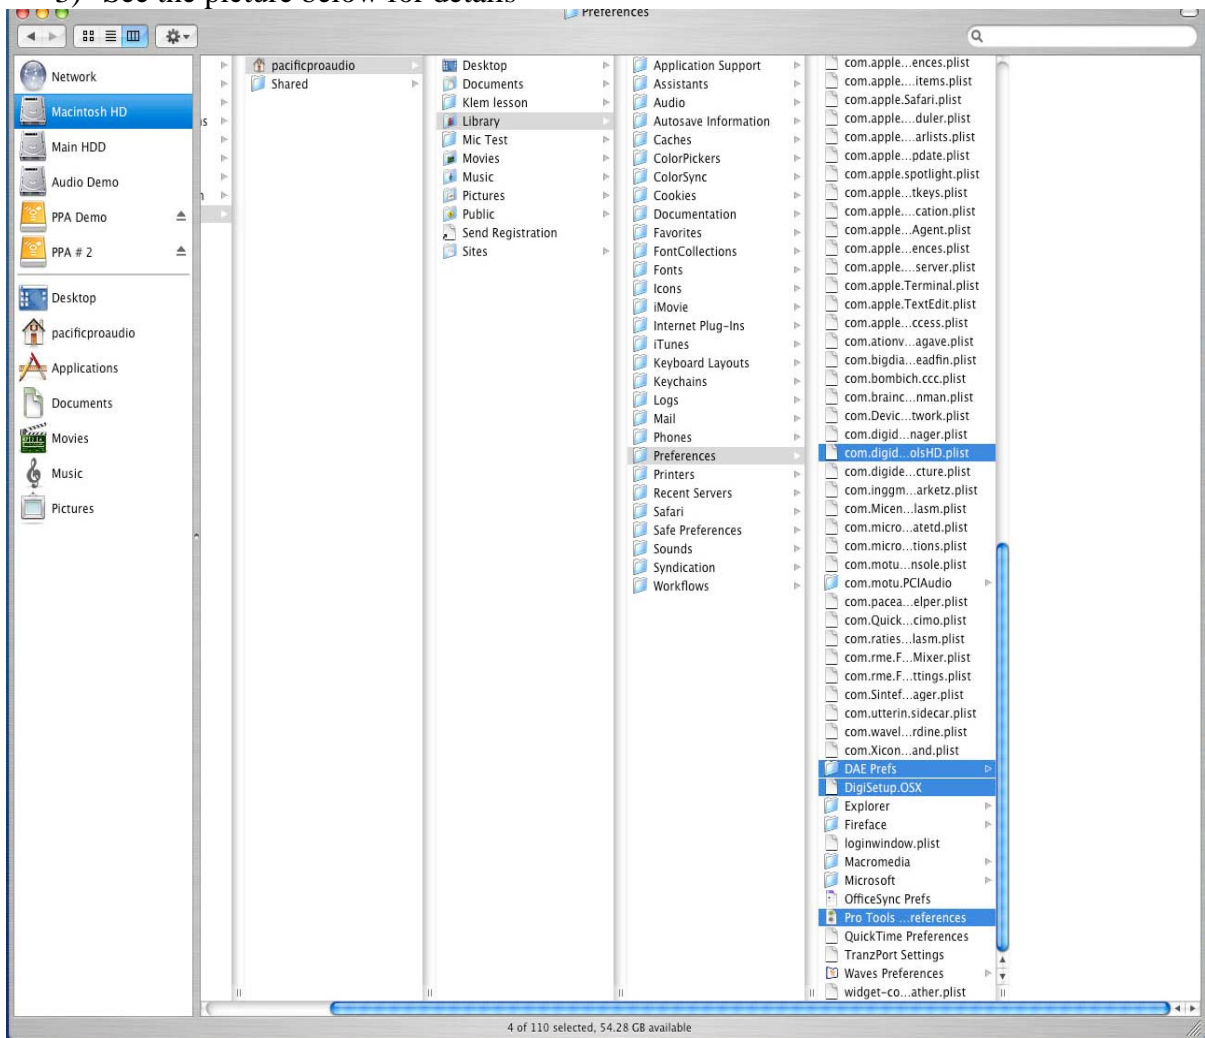 3) See the picture below for details
Preferences
Network
Macintosh HD
Main HDD
Audio Demo
PPA Demo
PPA # 2
Desktop
pacificproaudio
Applications
Documents
Movies
Music
Pictures
pacificproaudio
Shared
Desktop
Documents
Klem lesson
Library
Mic Test
Movies
Music
Pictures
Public
Send Registration
Sites
Application Support
Assistants
Audio
Autosave Information
Caches
ColorPickers
ColorSync
Cookies
Documentation
Favorites
FontCollections
Fonts
Icons
iMovie
Internet Plug-Ins
iTunes
Keyboard Layouts
Keychains
Logs
Mail
Phones
Preferences
Printers
Recent Servers
Safari
Safe Preferences
Sounds
Syndication
Workflows
com.apple...ences.plist
com.apple....items.plist
com.apple.Safari.plist
com.apple....duler.plist
com.apple....arlists.plist
com.apple...pdate.plist
com.apple.spotlight.plist
com.apple...tkeys.plist
com.apple....cation.plist
com.apple...Agent.plist
com.apple...ences.plist
com.apple....server.plist
com.apple.Terminal.plist
com.apple.TextEdit.plist
com.apple...ccess.plist
com.ationv...agave.plist
com.bigdia...eadfin.plist
com.bombich.ccc.plist
com.brainc...nman.plist
com.Devic...twork.plist
com.digid...nager.plist
com.digid...olsHD.plist
com.digide...cture.plist
com.inggm...arketz.plist
com.Micen...lasm.plist
com.micro...atetd.plist
com.micro...tions.plist
com.motu...nsole.plist
com.motu.PCIAudio
com.pacea...elper.plist
com.Quick...cimo.plist
com.raties...lasm.plist
com.rme.F...Mixer.plist
com.rme.F...ttings.plist
com.Sintef...ager.plist
com.utterin.sidecar.plist
com.wavel...rdine.plist
com.Xicon...and.plist
DAE Prefs
DigiSetup.OSX
Explorer
Fireface
loginwindow.plist
Macromedia
Microsoft
OfficeSync Prefs
Pro Tools ...references
QuickTime Preferences
TranzPort Settings
Waves Preferences
widget-co...ather.plist
4 of 110 selected, 54.28 GB available